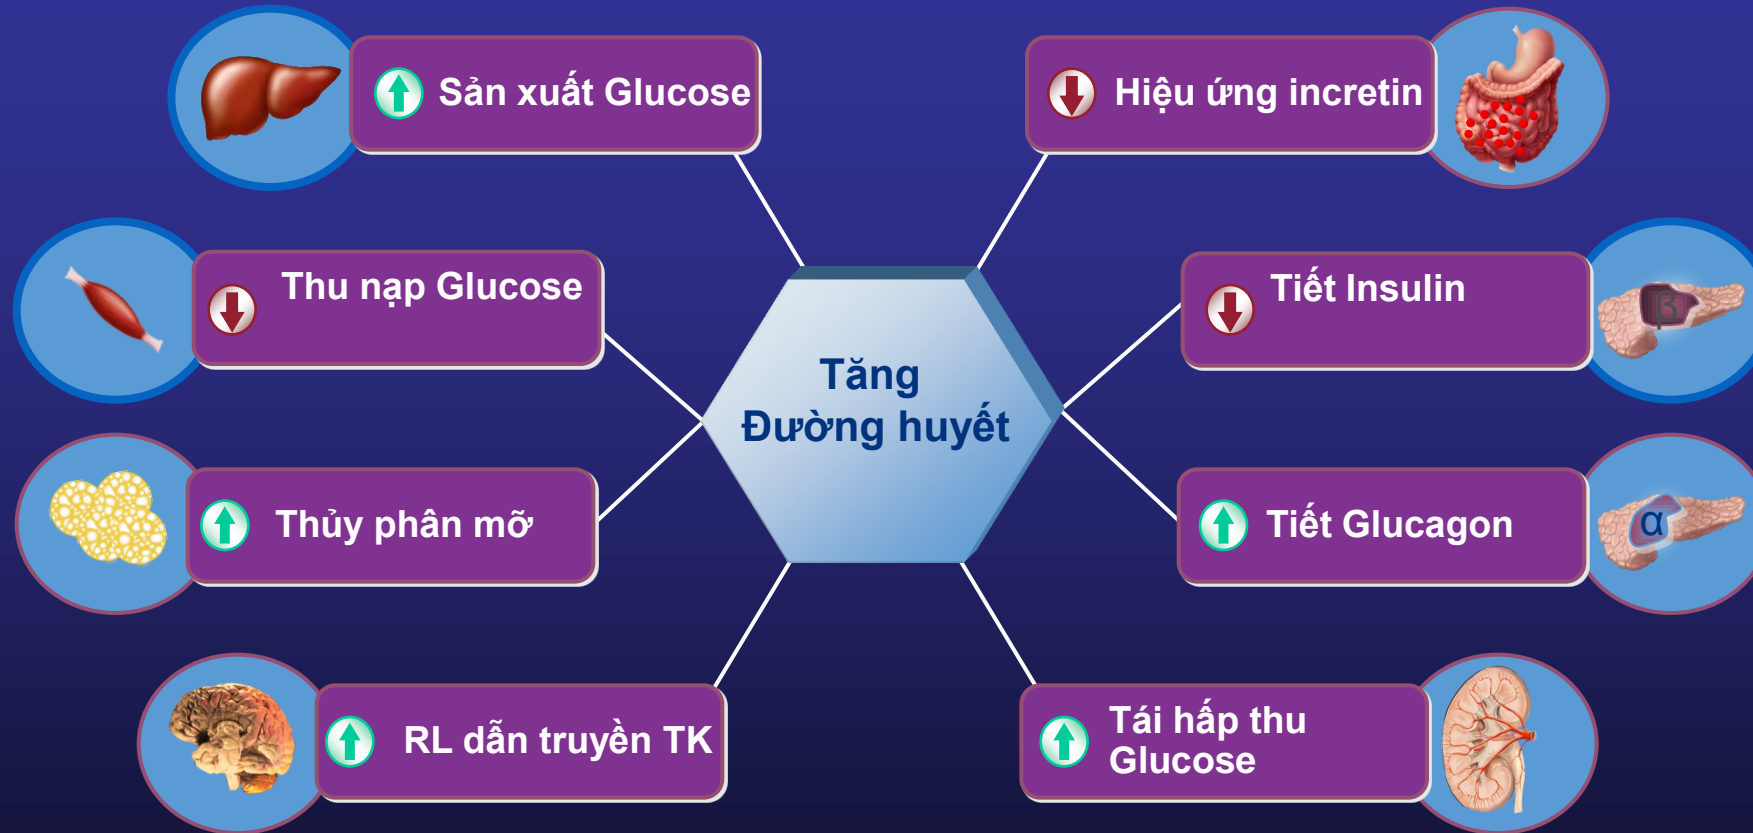 Sản xuất Glucose
Hiệu ứng incretin
Thu nạp Glucose
Tiết Insulin
β
Tăng
Đường huyết
Thủy phân mỡ
Tiết Glucagon
α
RL dẫn truyền TK
Tái hấp thu
Glucose